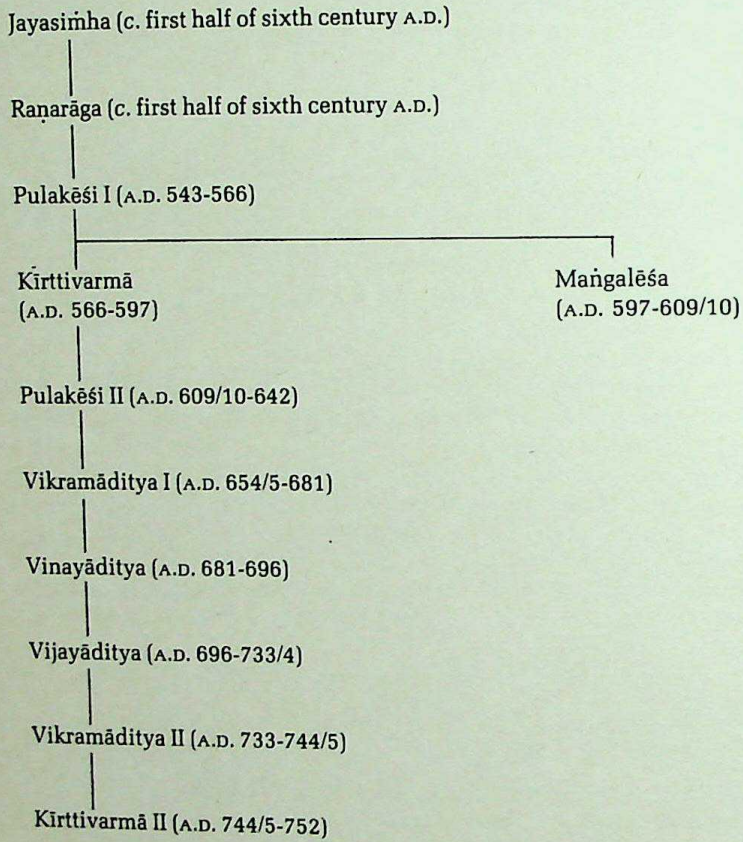 Jayasiṁha (c. first half of sixth century A.D.)
Raṇarāga (c. first half of sixth century A.D.)
Pulakēśi I (A.D. 543-566)
Kīrttivarmā
(A.D. 566-597)
Maṅgalēśa
(A.D. 597-609/10)
Pulakēśi II (A.D. 609/10-642)
Vikramāditya I (A.D. 654/5-681)
Vinayāditya (A.D. 681-696)
Vijayāditya (A.D. 696-733/4)
Vikramāditya II (A.D. 733-744/5)
Kīrttivarmā II (A.D. 744/5-752)